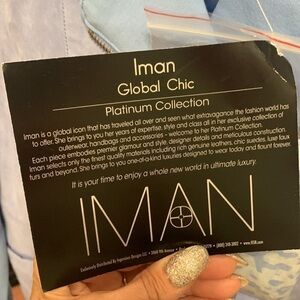 Iman
Global Chic
Platinum Collection
Iman is a global icon that has traveled all over and seen what extravagance the fashion world has
to offer. She brings to you her years of expertise, style and class all in her exclusive collection of
outerwear, handbags and accessories - welcome to her Platinum Collection.
Each piece embodies premier glamour and style, designer details and meticulous construction.
Iman selects only the finest quality materials including rich genuine leathers, chic suedes, luxe faux
furs and beyond. She brings to you one-of-a-kind luxuries designed to wear today and flaunt forever.
It is your time to enjoy a whole new world in ultimate luxury.
IMAN
Exclusively Distributed by